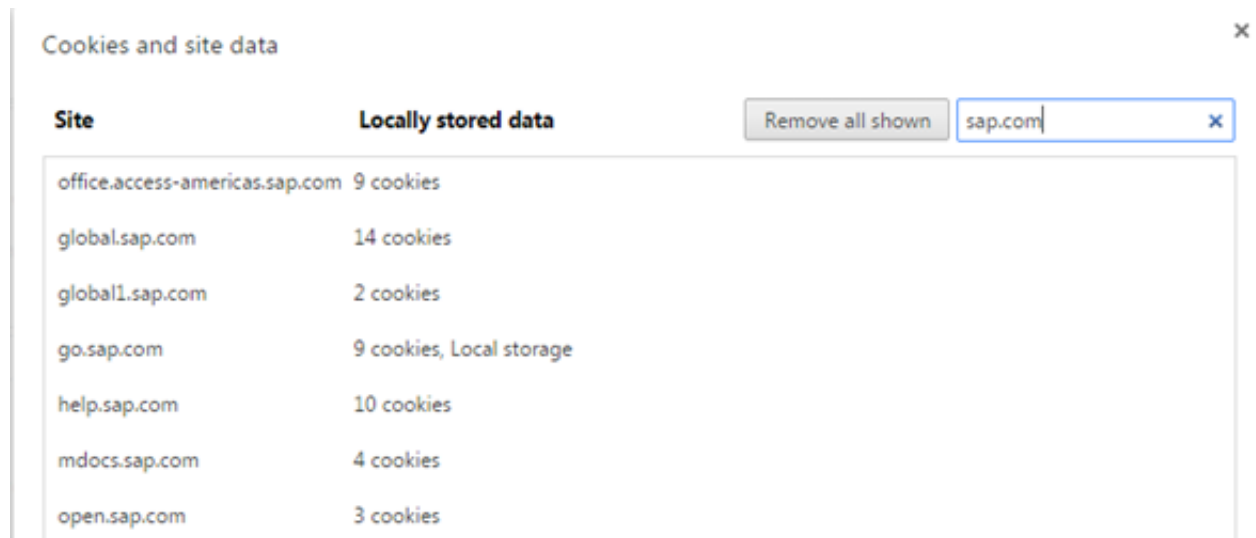 Cookies and site data
Site Locally stored data Remove all shown sap.com
office.access-americas.sap.com 9 cookies
global.sap.com 14 cookies
global1.sap.com 2 cookies
go.sap.com 9 cookies, Local storage
help.sap.com 10 cookies
mdocs.sap.com 4 cookies
open.sap.com 3 cookies